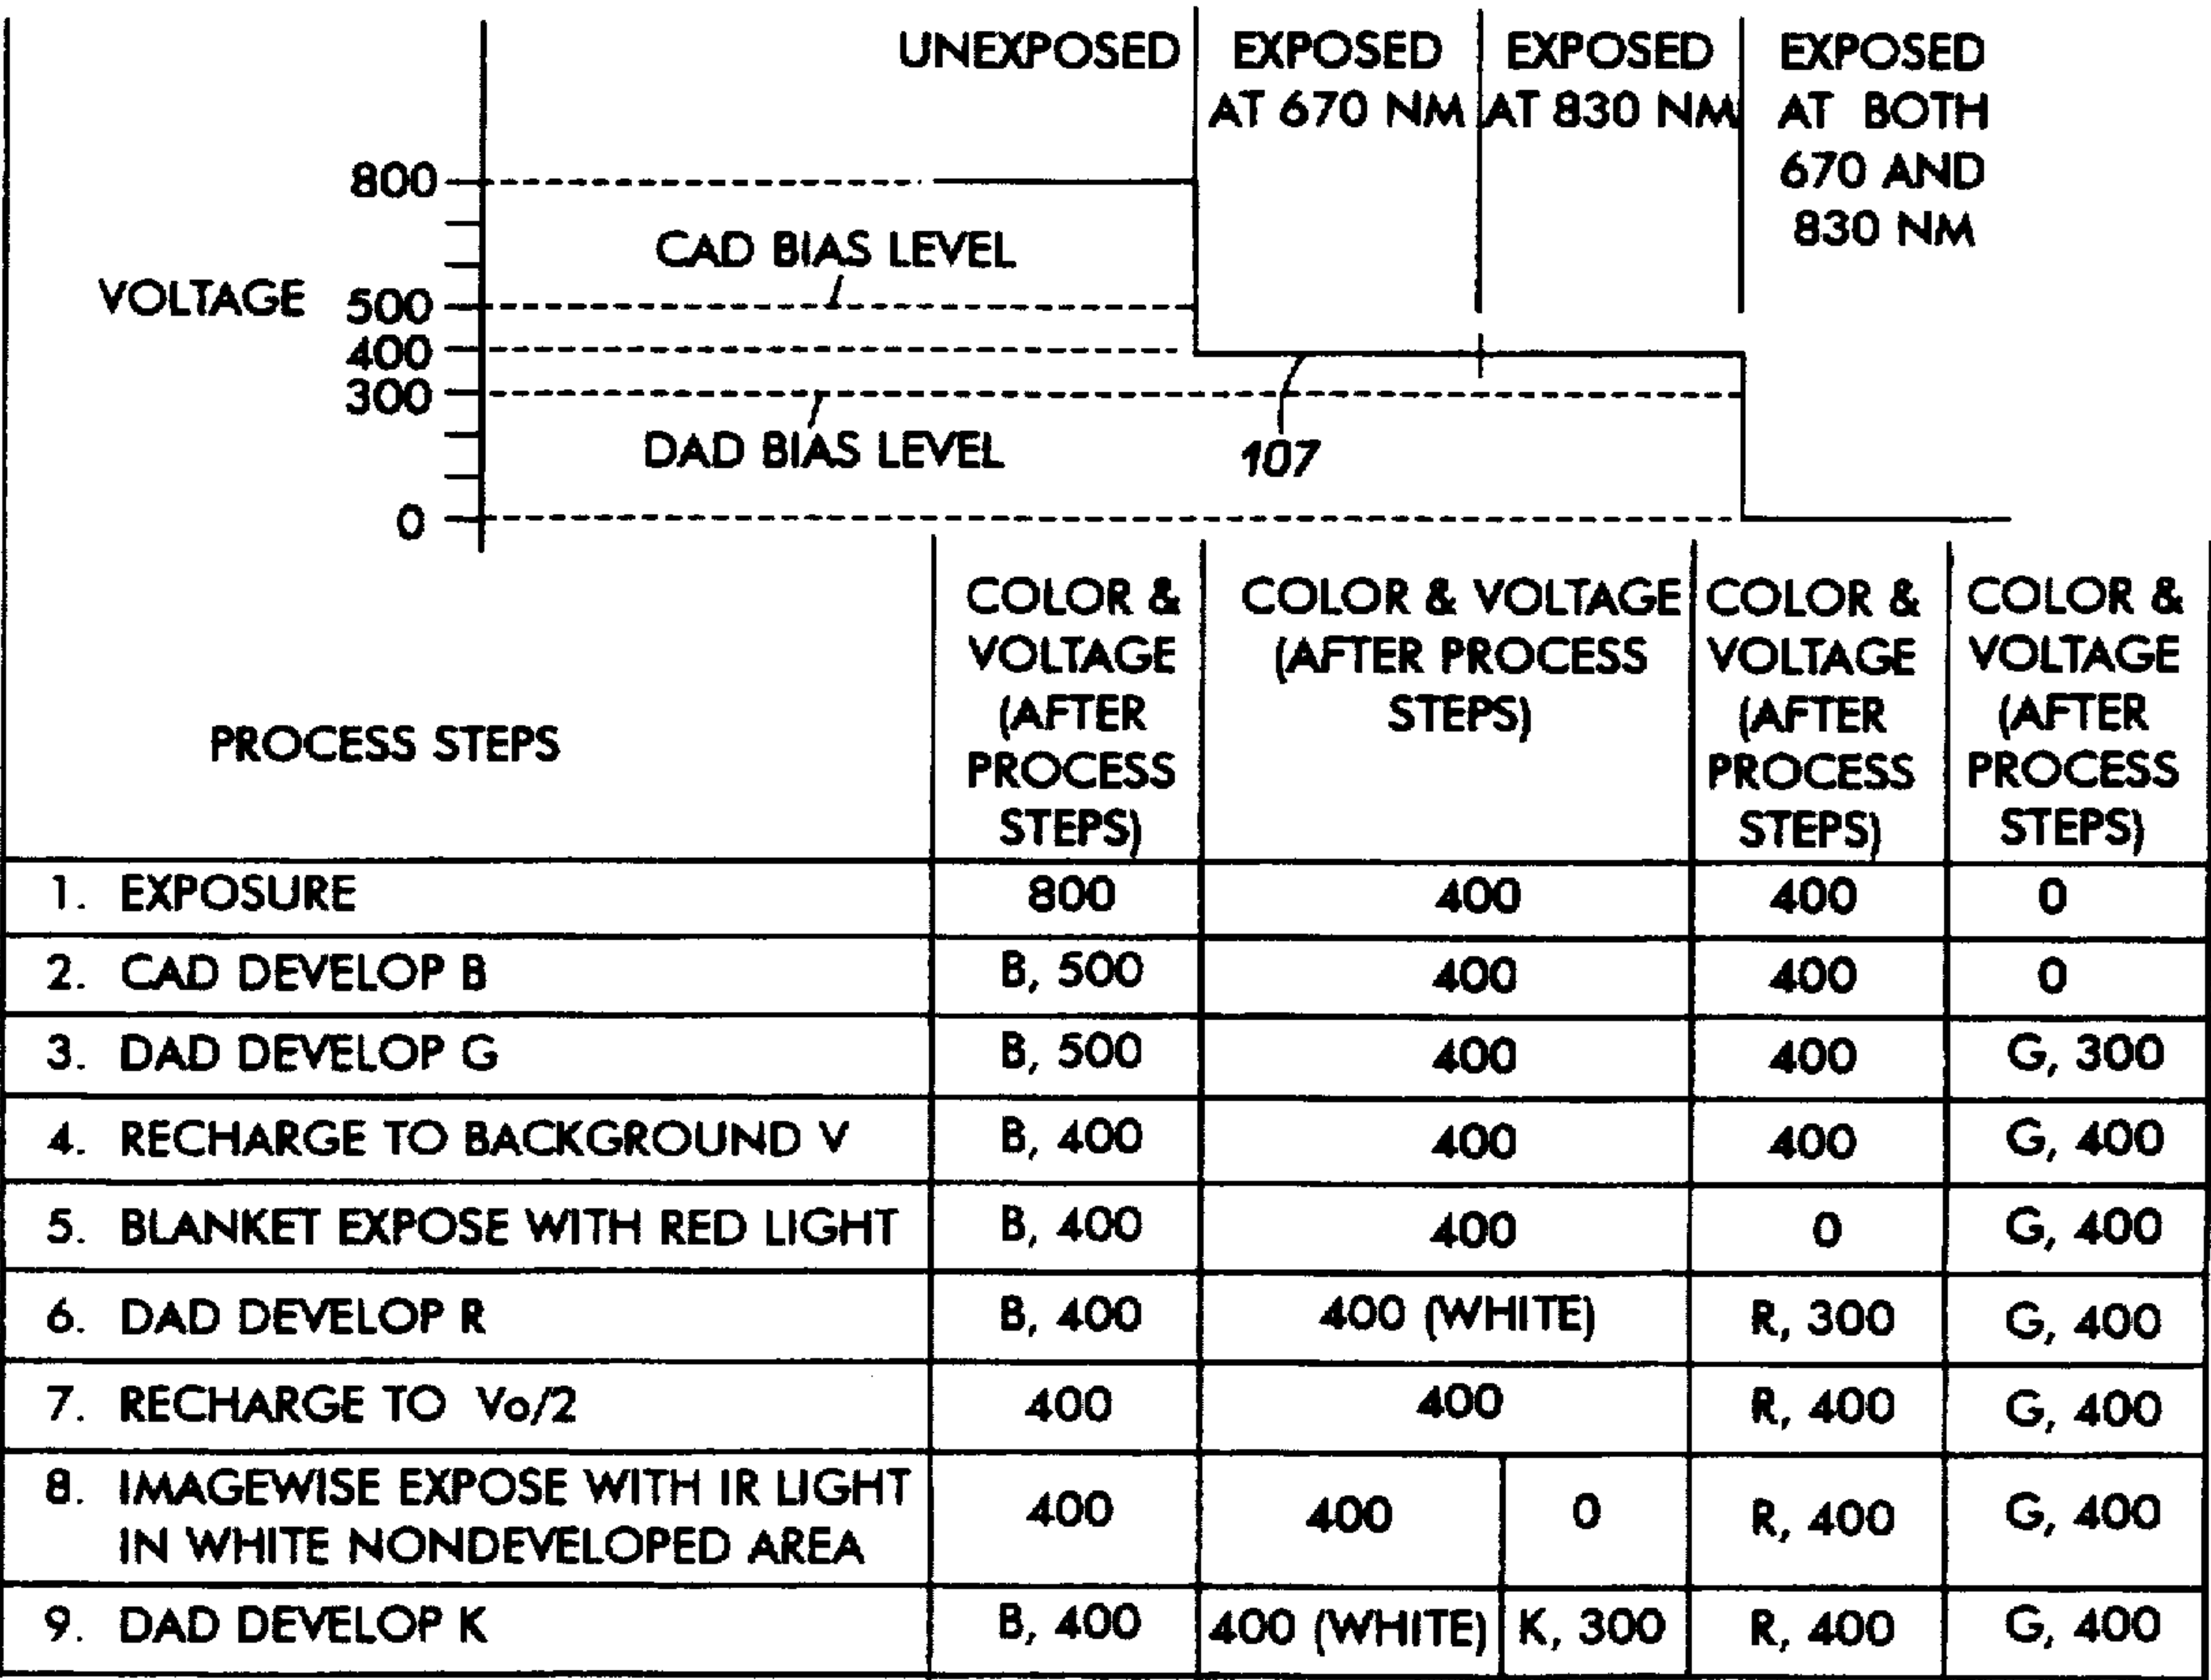 UNEXPOSED
EXPOSED
AT 670 NM
EXPOSED
AT 830 NM
EXPOSED
AT BOTH
670 AND
830 NM
VOLTAGE
800
500
400
300
0
CAD BIAS LEVEL
DAD BIAS LEVEL
107
PROCESS STEPS
COLOR &
VOLTAGE
(AFTER
PROCESS
STEPS)
COLOR & VOLTAGE
(AFTER PROCESS
STEPS)
COLOR &
VOLTAGE
(AFTER
PROCESS
STEPS)
COLOR &
VOLTAGE
(AFTER
PROCESS
STEPS)
1. EXPOSURE 800 400 400 0
2. CAD DEVELOP B B, 500 400 400 0
3. DAD DEVELOP G B, 500 400 400 G, 300
4. RECHARGE TO BACKGROUND V B, 400 400 400 G, 400
5. BLANKET EXPOSE WITH RED LIGHT B, 400 400 0 G, 400
6. DAD DEVELOP R B, 400 400 (WHITE) R, 300 G, 400
7. RECHARGE TO Vo/2 400 400 R, 400 G, 400
8. IMAGEWISE EXPOSE WITH IR LIGHT
IN WHITE NONDEVELOPED AREA 400 400 0 R, 400 G, 400
9. DAD DEVELOP K B, 400 400 (WHITE) K, 300 R, 400 G, 400